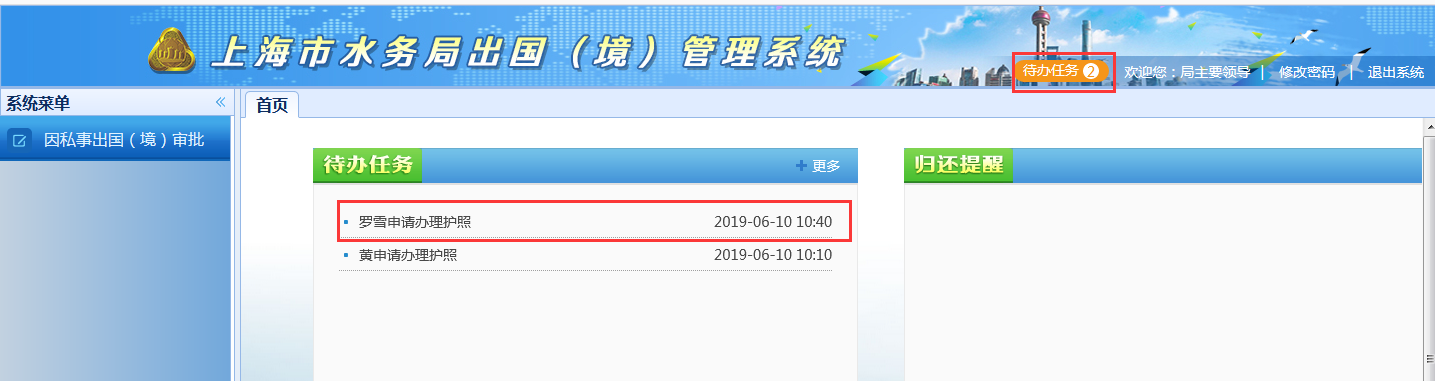 上海市水务局出国（境）管理系统
待办任务 2 欢迎您：局主要领导 | 修改密码 | 退出系统
系统菜单 «
首页
因私事出国（境）审批
待办任务
+ 更多
归还提醒
罗雪申请办理护照 2019-06-10 10:40
黄申请办理护照 2019-06-10 10:10